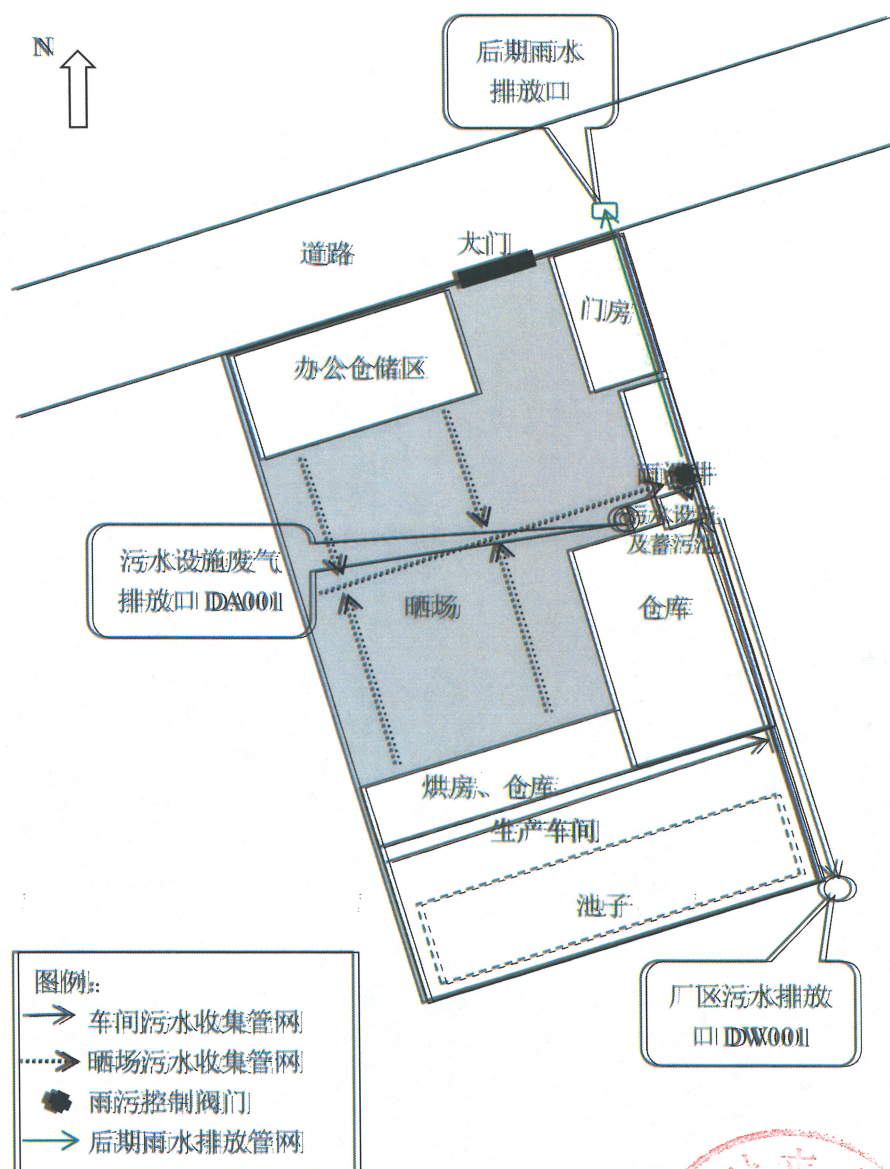 N
后期雨水
排放口
道路
大门
门房
办公仓储区
污水设施废气
排放口 DA001
及蓄污池
晒场
仓库
烘房、仓库
生产车间
池子
厂区污水排放
口 DW001
图例:
车间污水收集管网
晒场污水收集管网
雨污控制阀门
后期雨水排放管网